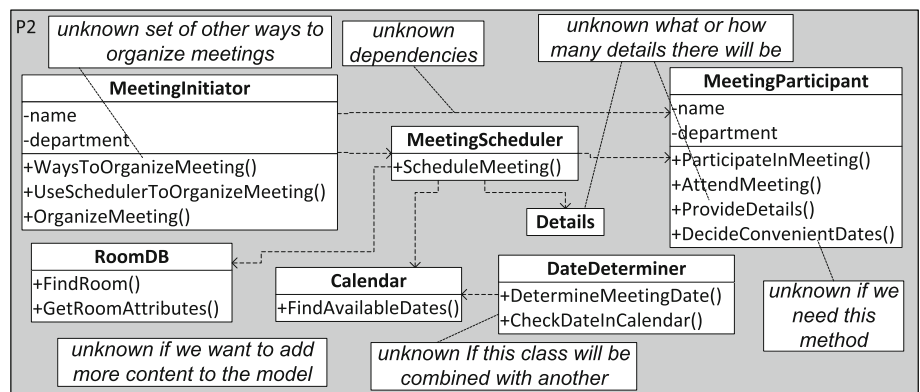 P2
unknown set of other ways to
organize meetings
unknown
dependencies
unknown what or how
many details there will be
MeetingInitiator
-name
-department
+WaysToOrganizeMeeting()
+UseSchedulerToOrganizeMeeting()
+OrganizeMeeting()
MeetingScheduler
+ScheduleMeeting()
MeetingParticipant
-name
-department
+ParticipateInMeeting()
+AttendMeeting()
+ProvideDetails()
+DecideConvenientDates()
Details
RoomDB
+FindRoom()
+GetRoomAttributes()
Calendar
+FindAvailableDates()
DateDeterminer
+DetermineMeetingDate()
+CheckDateInCalendar()
unknown if we
need this
method
unknown if we want to add
more content to the model
unknown If this class will be
combined with another